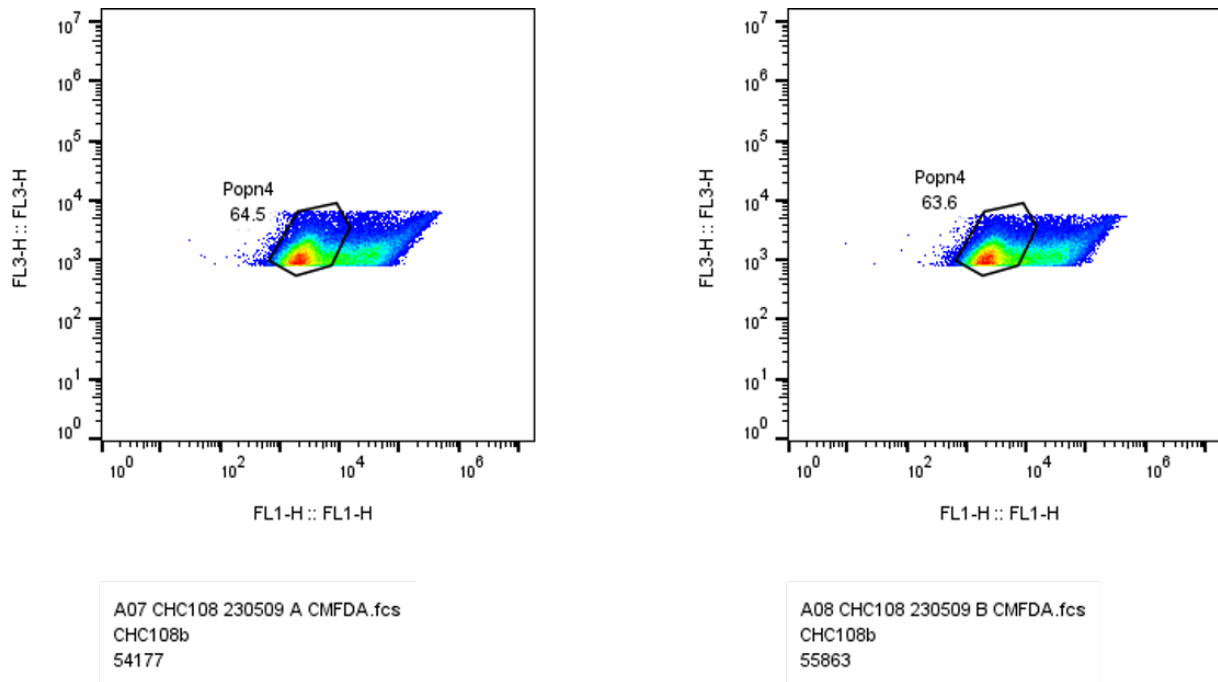 10^7
10^6
10^5
10^4
10^3
10^2
10^1
10^0
FL3-H :: FL3-H
Popn4
64.5
10^0 10^2 10^4 10^6
FL1-H :: FL1-H
A07 CHC108 230509 A CMFDA.fcs
CHC108b
54177
10^7
10^6
10^5
10^4
10^3
10^2
10^1
10^0
FL3-H :: FL3-H
Popn4
63.6
10^0 10^2 10^4 10^6
FL1-H :: FL1-H
A08 CHC108 230509 B CMFDA.fcs
CHC108b
55863